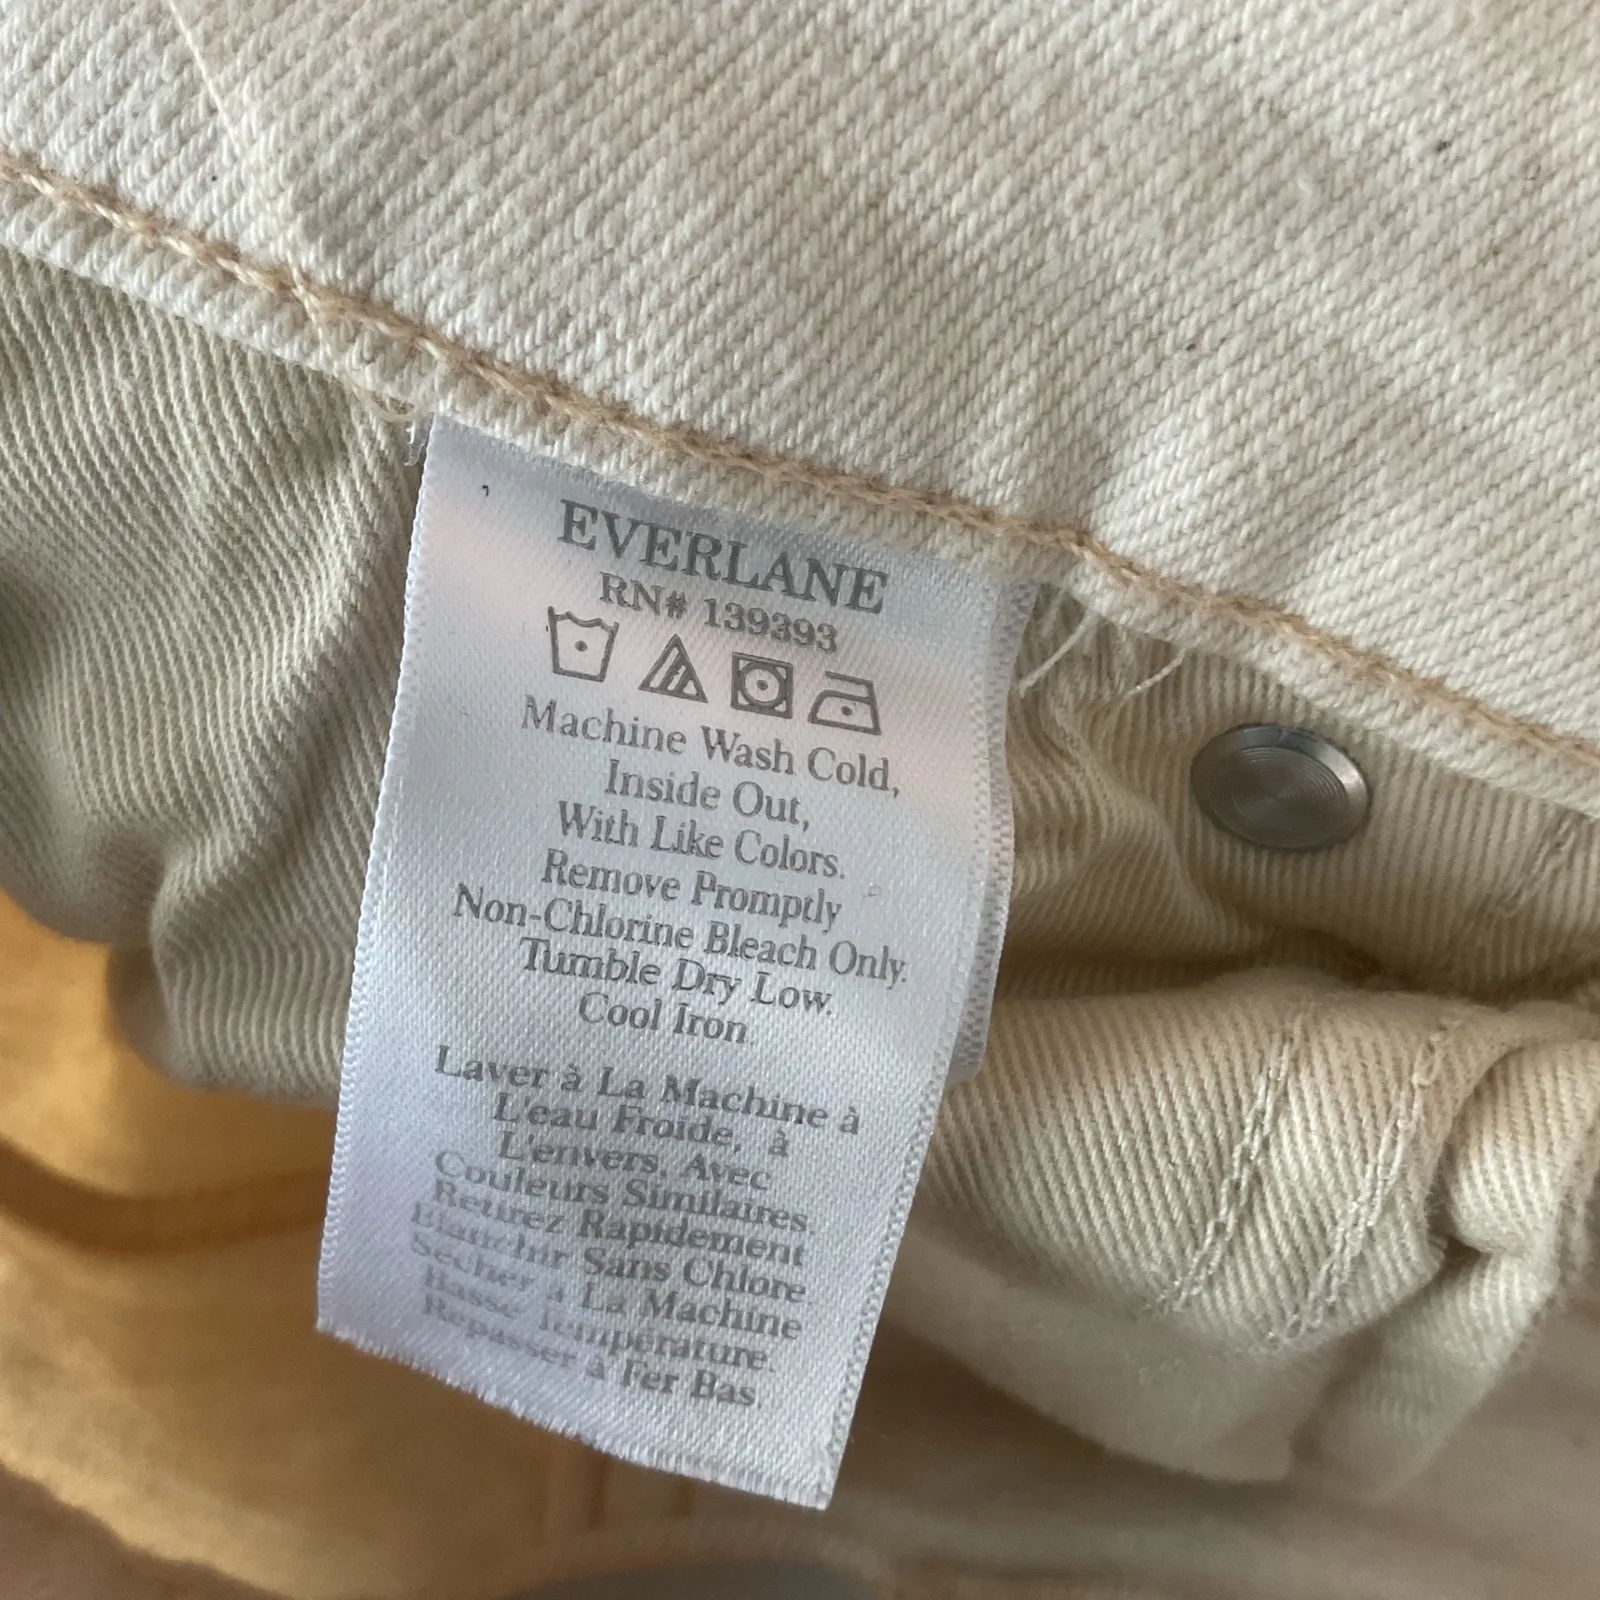 EVERLANE
RN# 139393
Machine Wash Cold,
Inside Out,
With Like Colors.
Remove Promptly
Non-Chlorine Bleach Only.
Tumble Dry Low.
Cool Iron
Laver à La Machine à
L'eau Froide, à
L'envers. Avec
Couleurs Similaires.
Retirez Rapidement
Blanchir Sans Chlore.
Sécher à La Machine
Basse Température.
Repasser à Fer Bas